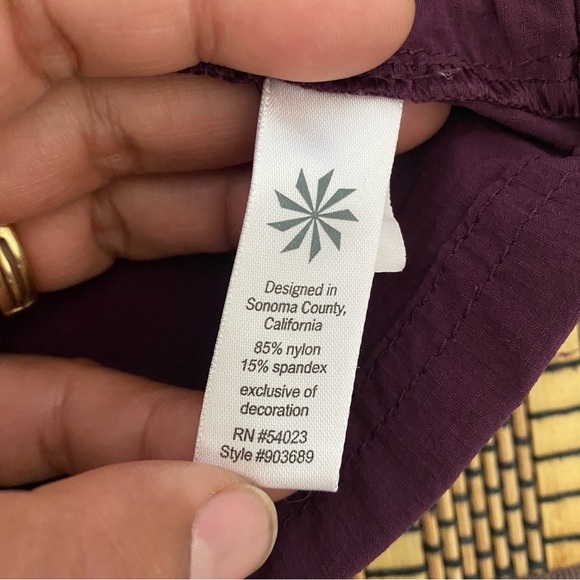 Designed in
Sonoma County,
California
85% nylon
15% spandex
exclusive of
decoration
RN #54023
Style #903689